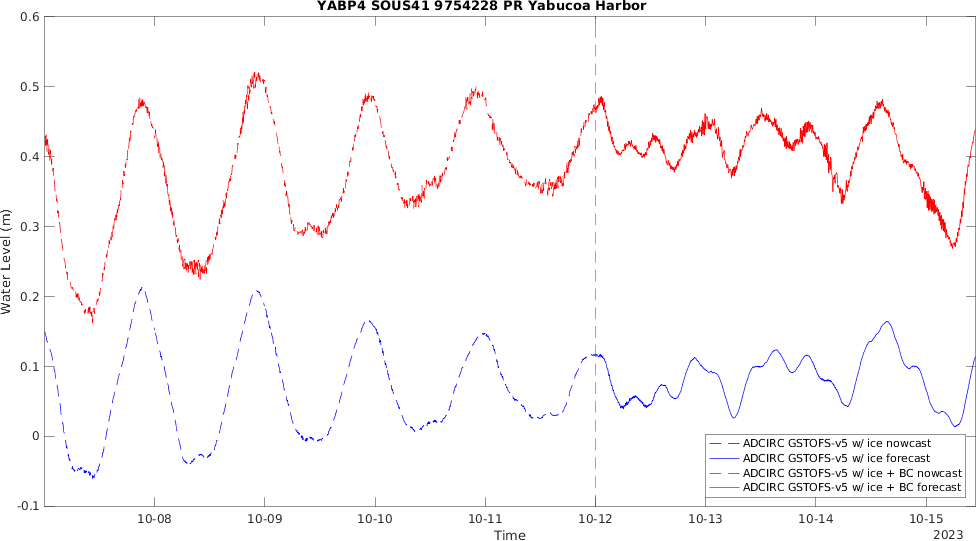 YABP4 SOUS41 9754228 PR Yabucoa Harbor
0.6
0.5
0.4
0.3
0.2
0.1
0
-0.1
Water Level (m)
ADCIRC GSTOFS-v5 w/ ice nowcast
ADCIRC GSTOFS-v5 w/ ice forecast
ADCIRC GSTOFS-v5 w/ ice + BC nowcast
ADCIRC GSTOFS-v5 w/ ice + BC forecast
10-08 10-09 10-10 10-11 10-12 10-13 10-14 10-15
Time
2023